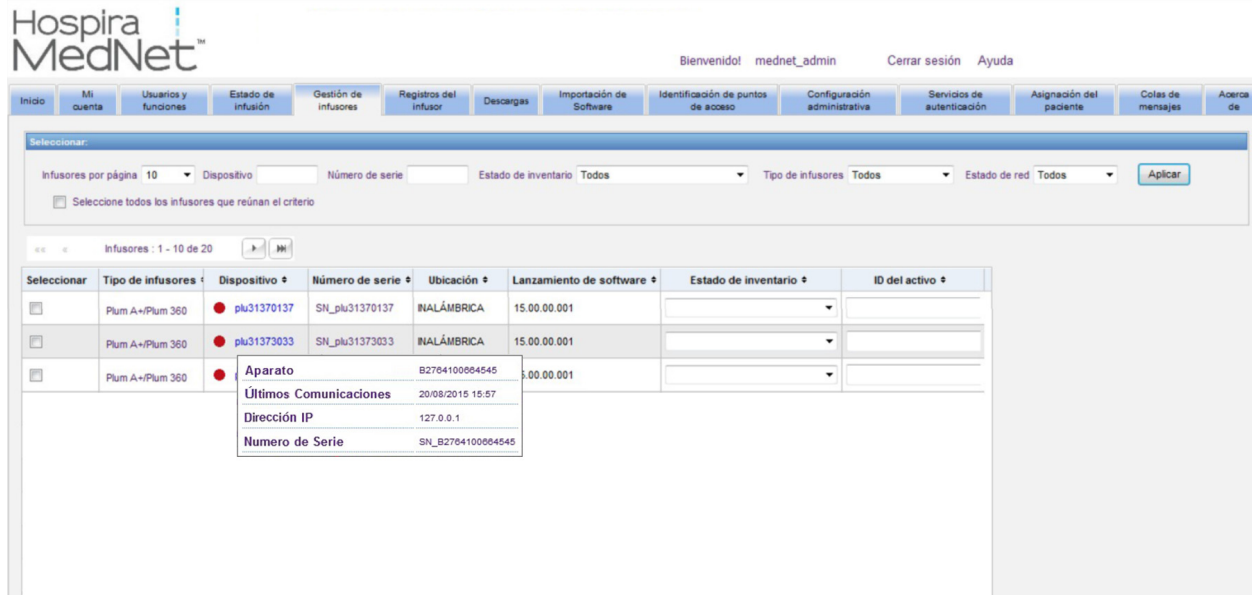 Hospira
MedNet™
Bienvenido! mednet_admin Cerrar sesión Ayuda
Inicio Mi cuenta Usuarios y funciones Estado de infusión Gestión de infusores Registros del infusor Descargas Importación de Software Identificación de puntos de acceso Configuración administrativa Servicios de autenticación Asignación del paciente Colas de mensajes Acerca de
Seleccionar:
Infusores por página 10 Dispositivo Número de serie Estado de inventario Todos Tipo de infusores Todos Estado de red Todos Aplicar
Seleccione todos los infusores que reúnan el criterio
<< < Infusores : 1 - 10 de 20
Seleccionar Tipo de infusores Dispositivo Número de serie Ubicación Lanzamiento de software Estado de inventario ID del activo
Plum A+/Plum 360 plu31370137 SN_plu31370137 INALÁMBRICA 15.00.00.001
Plum A+/Plum 360 plu31373033 SN_plu31373033 INALÁMBRICA 15.00.00.001
Plum A+/Plum 360 5.00.00.001
Aparato B2764100664545
Últimos Comunicaciones 20/08/2015 15:57
Dirección IP 127.0.0.1
Numero de Serie SN_B2764100664545